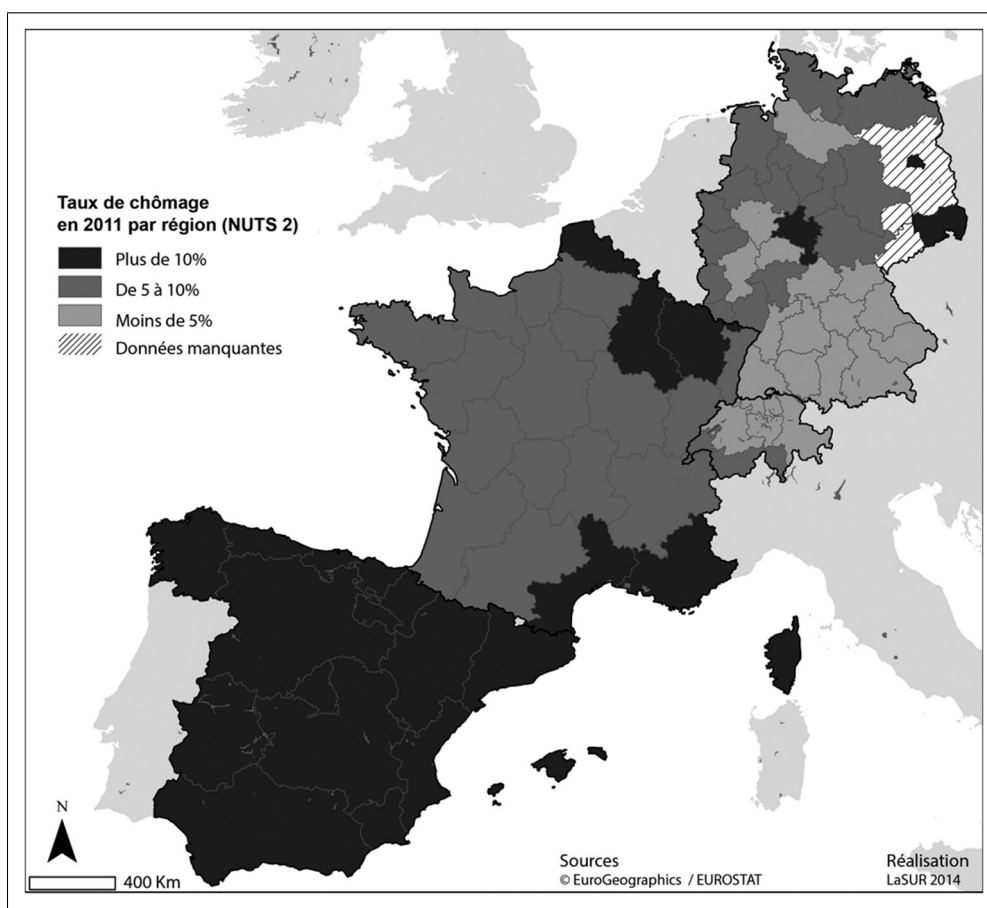 Taux de chômage
en 2011 par région (NUTS 2)
Plus de 10%
De 5 à 10%
Moins de 5%
Données manquantes
N
400 Km
Sources
© EuroGeographics / EUROSTAT
Réalisation
LaSUR 2014